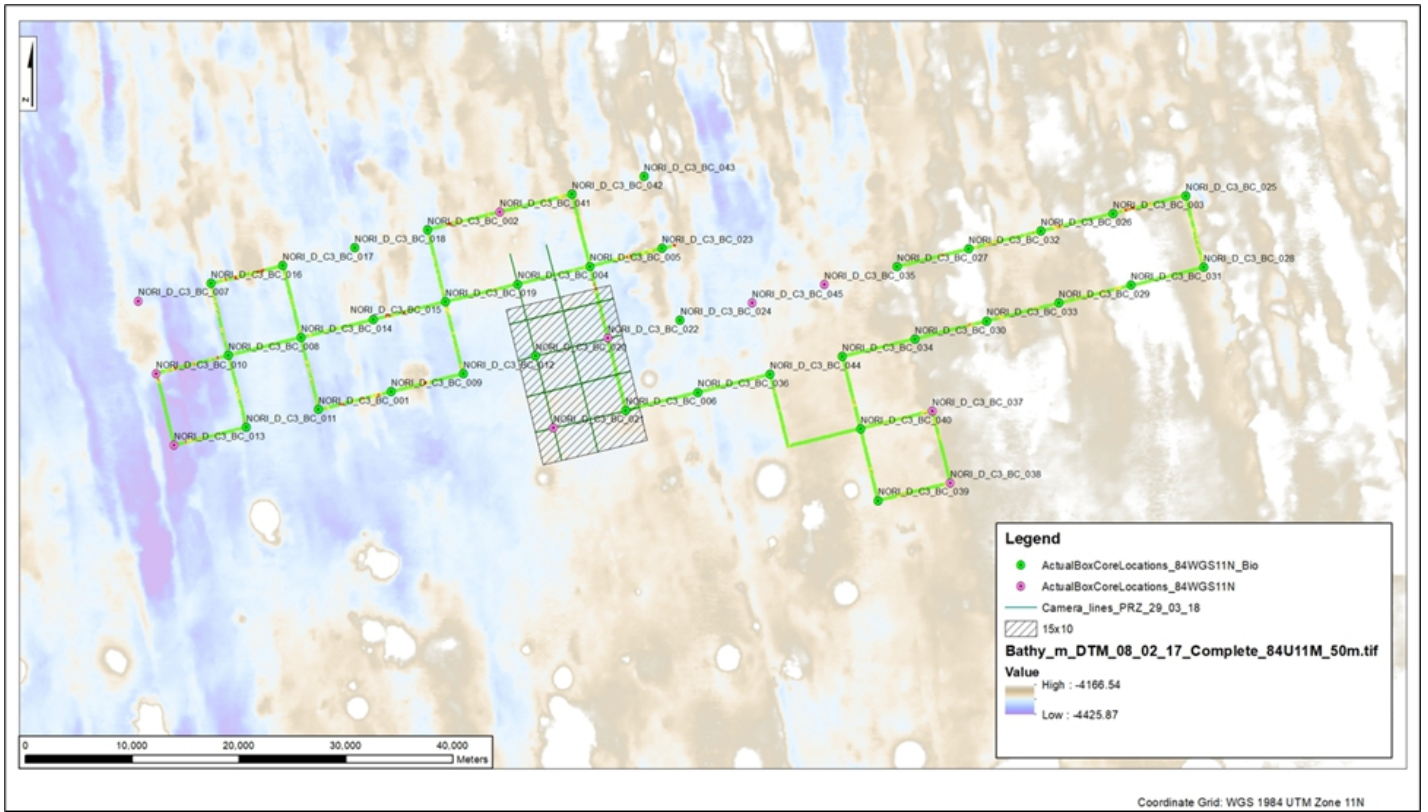 N
NORI_D_C3_BC_043
NORI_D_C3_BC_042
NORI_D_C3_BC_025
NORI_D_C3_BC_041
NORI_D_C3_BC_003
NORI_D_C3_BC_002
NORI_D_C3_BC_026
NORI_D_C3_BC_018
NORI_D_C3_BC_023
NORI_D_C3_BC_032
NORI_D_C3_BC_017
NORI_D_C3_BC_005
NORI_D_C3_BC_027
NORI_D_C3_BC_028
NORI_D_C3_BC_016
NORI_D_C3_BC_004
NORI_D_C3_BC_035
NORI_D_C3_BC_031
NORI_D_C3_BC_007
NORI_D_C3_BC_019
NORI_D_C3_BC_045
NORI_D_C3_BC_029
NORI_D_C3_BC_015
NORI_D_C3_BC_024
NORI_D_C3_BC_033
NORI_D_C3_BC_014
NORI_D_C3_BC_022
NORI_D_C3_BC_030
NORI_D_C3_BC_008
NORI_D_C3_BC_020
NORI_D_C3_BC_034
NORI_D_C3_BC_010
NORI_D_C3_BC_012
NORI_D_C3_BC_044
NORI_D_C3_BC_009
NORI_D_C3_BC_036
NORI_D_C3_BC_001
NORI_D_C3_BC_006
NORI_D_C3_BC_037
NORI_D_C3_BC_011
NORI_D_C3_BC_021
NORI_D_C3_BC_040
NORI_D_C3_BC_013
NORI_D_C3_BC_038
NORI_D_C3_BC_039
Legend
ActualBoxCoreLocations_84WGS11N_Bio
ActualBoxCoreLocations_84WGS11N
Camera_lines_PRZ_29_03_18
15x10
Bathy_m_DTM_08_02_17_Complete_84U11M_50m.tif
Value
High : -4166.54
Low : -4425.87
0 10,000 20,000 30,000 40,000
Meters
Coordinate Grid: WGS 1984 UTM Zone 11N